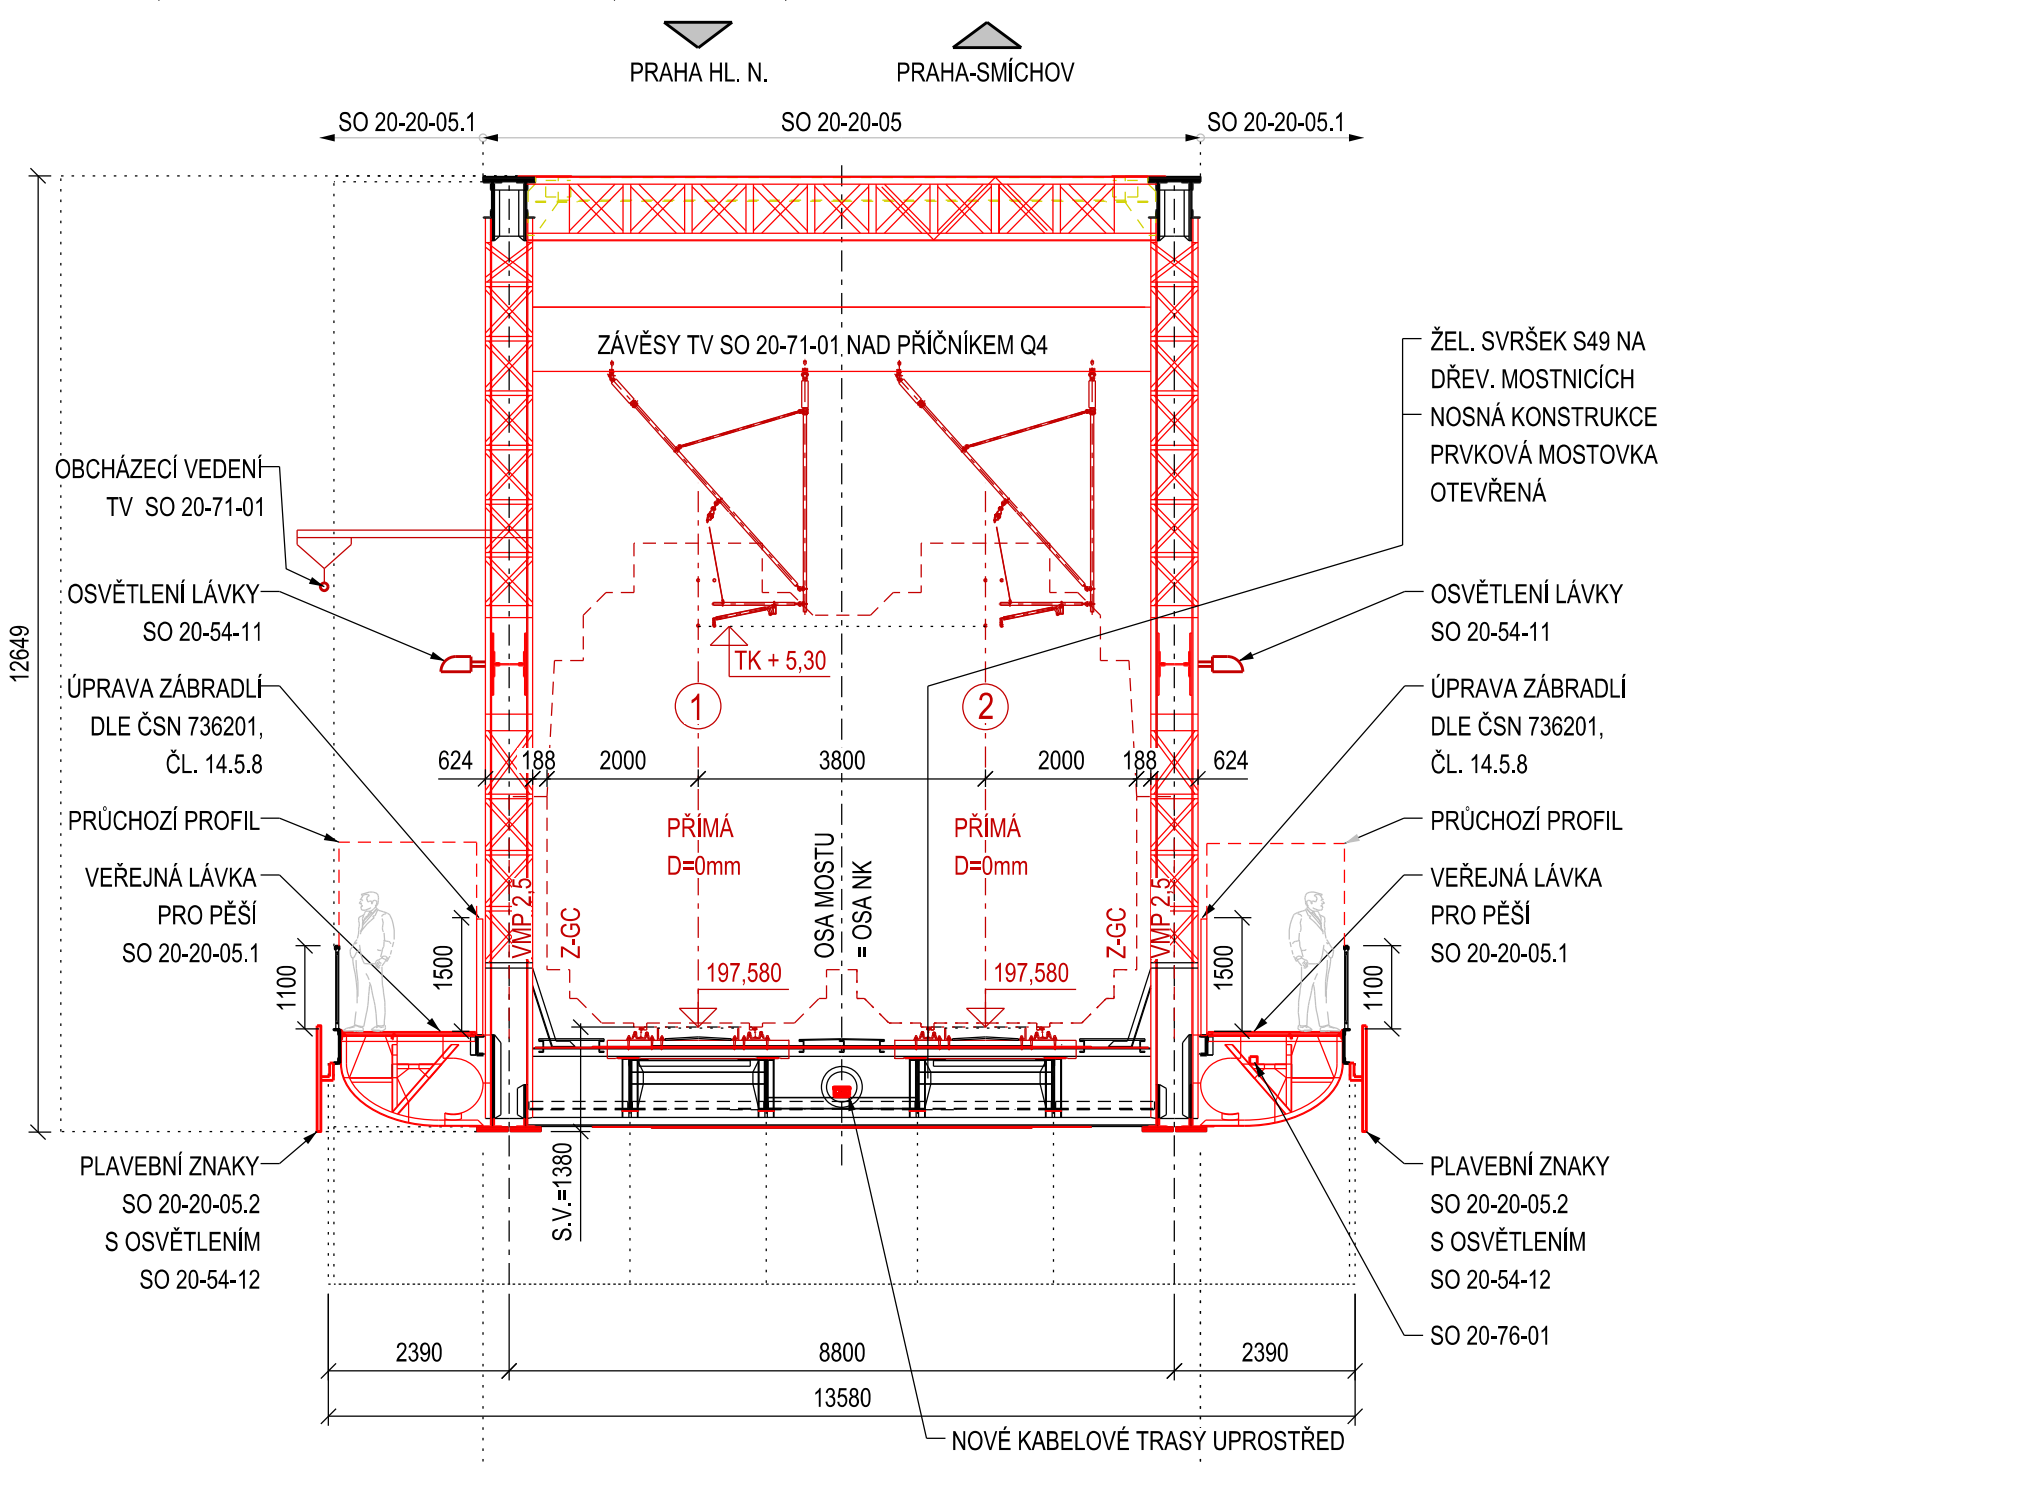 PRAHA HL. N.
PRAHA-SMÍCHOV
SO 20-20-05.1
SO 20-20-05
SO 20-20-05.1
ZÁVĚSY TV SO 20-71-01 NAD PŘÍČNÍKEM Q4
ŽEL. SVRŠEK S49 NA
DŘEV. MOSTNICÍCH
NOSNÁ KONSTRUKCE
PRVKOVÁ MOSTOVKA
OTEVŘENÁ
OBCHÁZECÍ VEDENÍ
TV SO 20-71-01
OSVĚTLENÍ LÁVKY
SO 20-54-11
OSVĚTLENÍ LÁVKY
SO 20-54-11
12649
TK + 5,30
ÚPRAVA ZÁBRADLÍ
DLE ČSN 736201,
ČL. 14.5.8
1
2
ÚPRAVA ZÁBRADLÍ
DLE ČSN 736201,
ČL. 14.5.8
624
188
2000
3800
2000
188
624
PRŮCHOZÍ PROFIL
PŘÍMÁ
D=0mm
OSA MOSTU
= OSA NK
PŘÍMÁ
D=0mm
PRŮCHOZÍ PROFIL
VEŘEJNÁ LÁVKA
PRO PĚŠÍ
SO 20-20-05.1
VMP 2,5
Z-GC
Z-GC
VMP 2,5
VEŘEJNÁ LÁVKA
PRO PĚŠÍ
SO 20-20-05.1
1100
1500
197,580
197,580
1500
1100
S.V.=1380
PLAVEBNÍ ZNAKY
SO 20-20-05.2
S OSVĚTLENÍM
SO 20-54-12
PLAVEBNÍ ZNAKY
SO 20-20-05.2
S OSVĚTLENÍM
SO 20-54-12
SO 20-76-01
2390
8800
2390
13580
NOVÉ KABELOVÉ TRASY UPROSTŘED